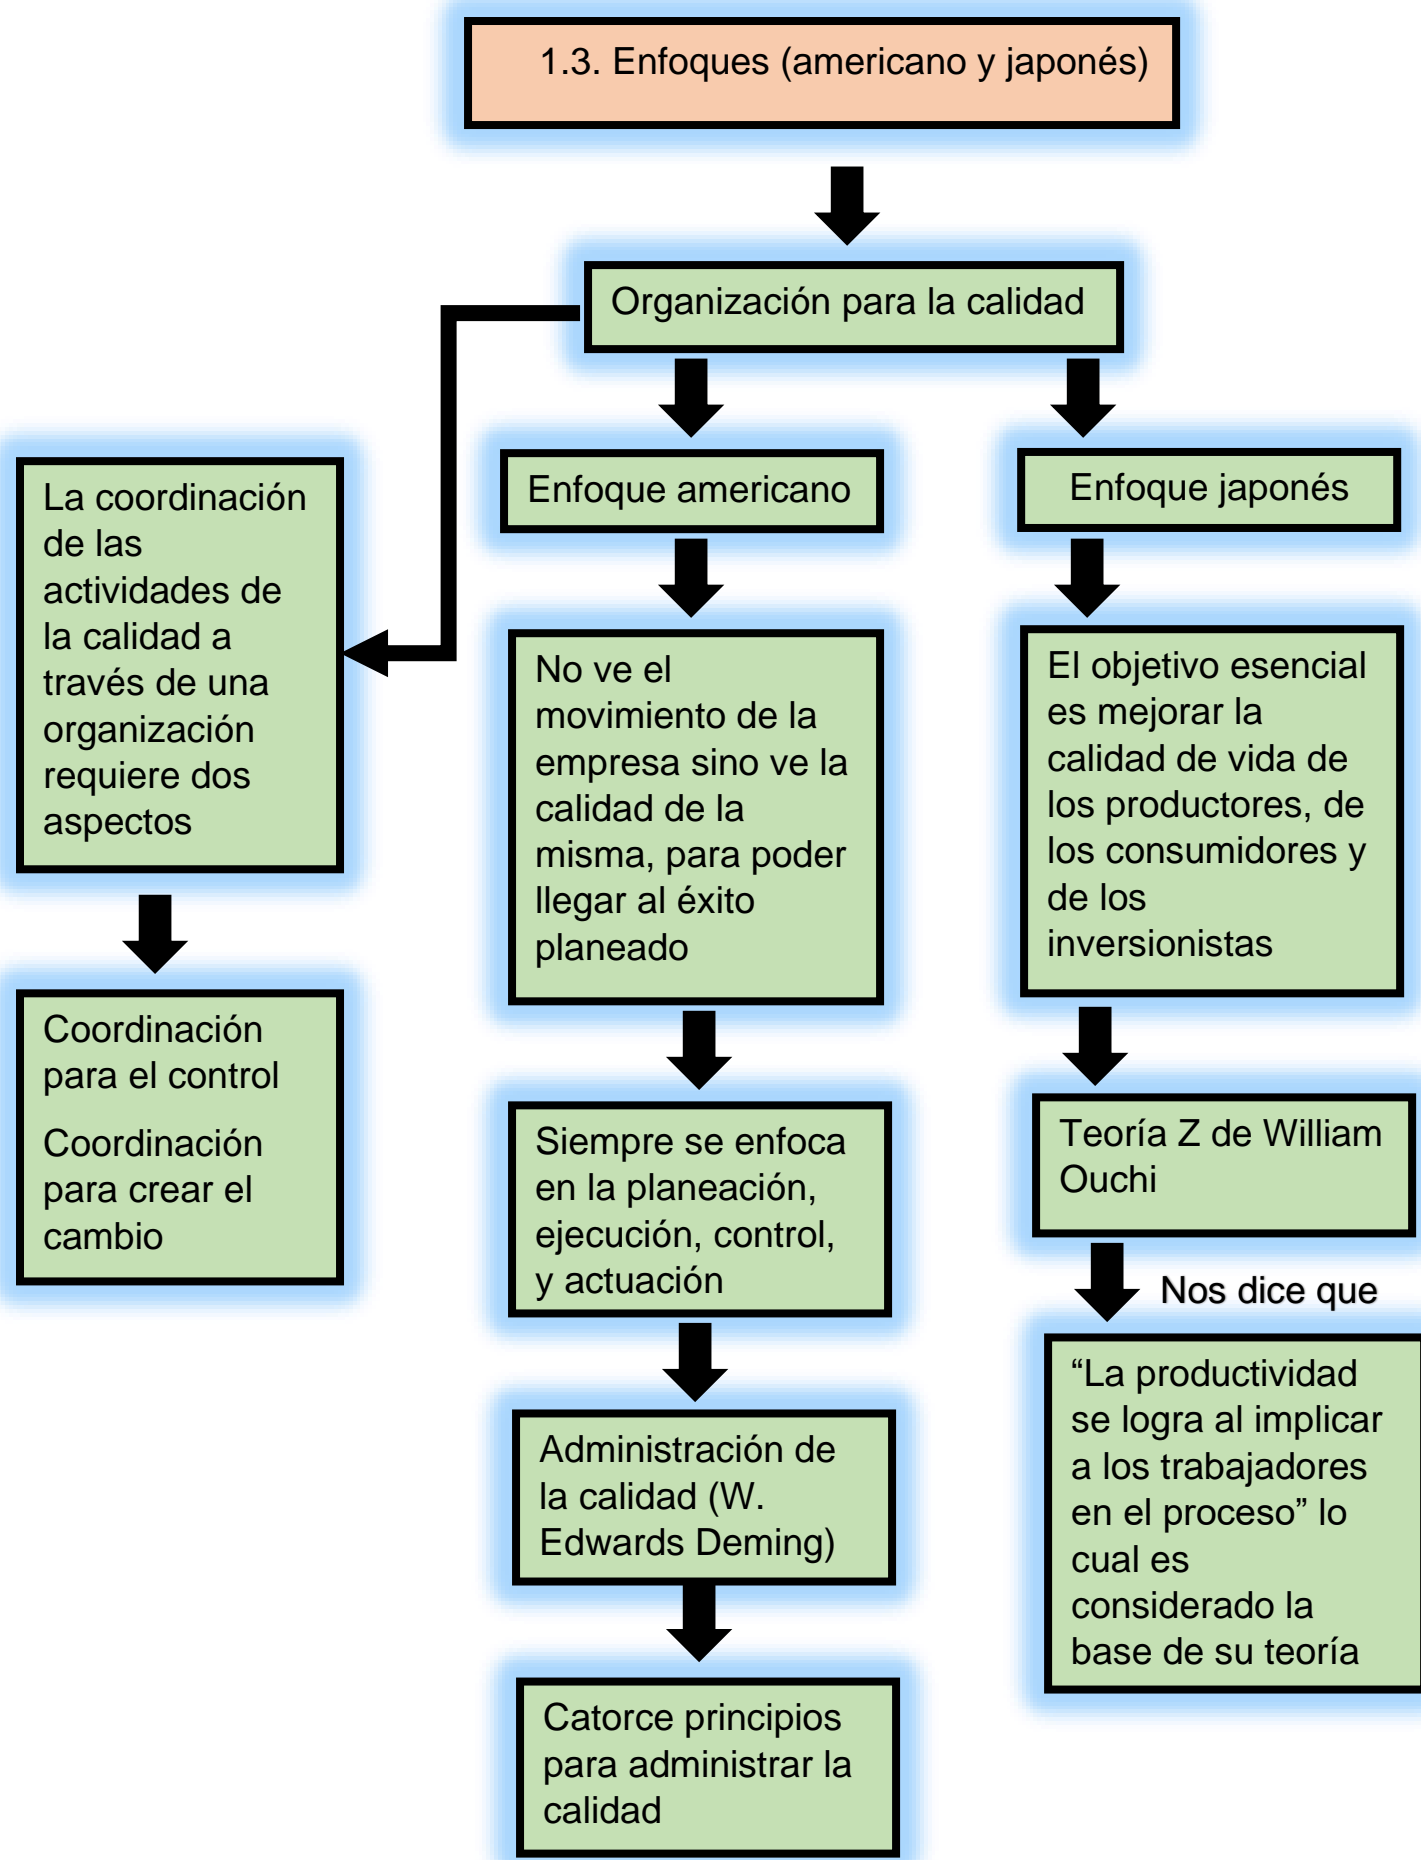 1.3. Enfoques (americano y japonés)
Organización para la calidad
La coordinación
de las
actividades de
la calidad a
través de una
organización
requiere dos
aspectos
Coordinación
para el control
Coordinación
para crear el
cambio
Enfoque americano
No ve el
movimiento de la
empresa sino ve la
calidad de la
misma, para poder
llegar al éxito
planeado
Siempre se enfoca
en la planeación,
ejecución, control,
y actuación
Administración de
la calidad (W.
Edwards Deming)
Catorce principios
para administrar la
calidad
Enfoque japonés
El objetivo esencial
es mejorar la
calidad de vida de
los productores, de
los consumidores y
de los
inversionistas
Teoría Z de William
Ouchi
Nos dice que
“La productividad
se logra al implicar
a los trabajadores
en el proceso” lo
cual es
considerado la
base de su teoría